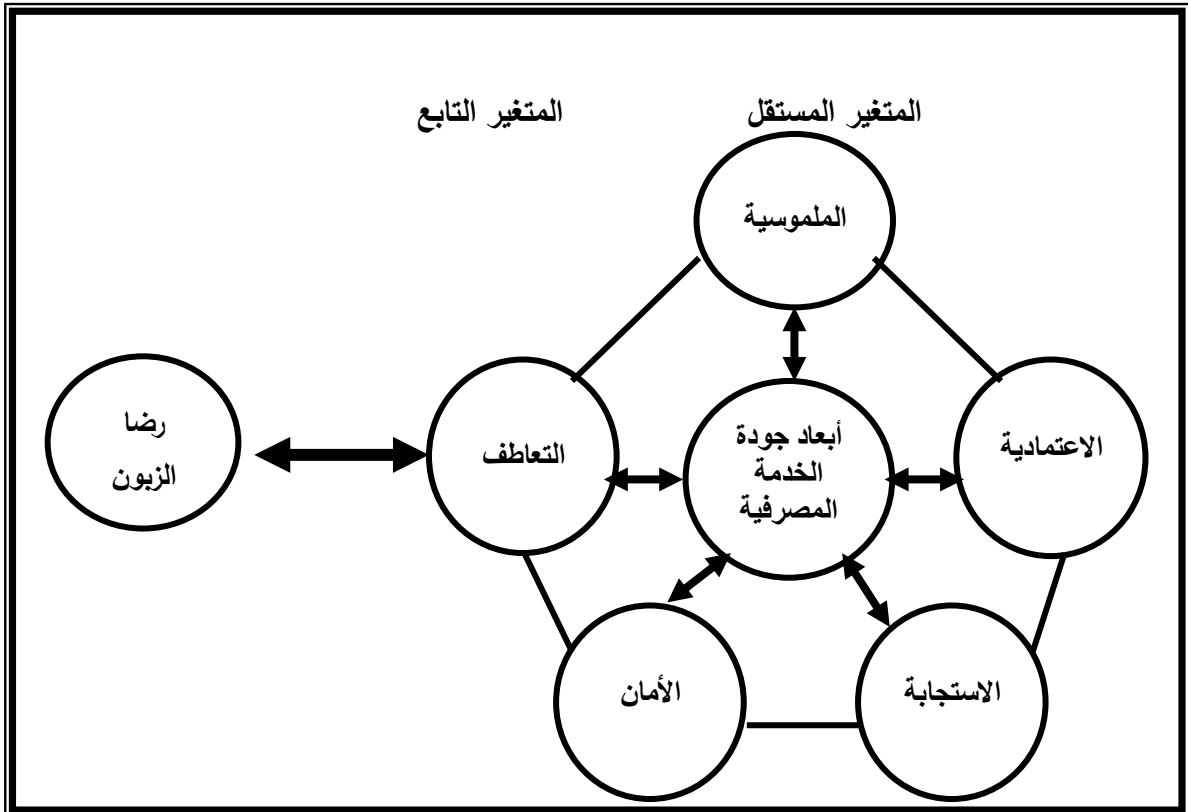 المتغير المستقل
المتغير التابع
الملموسية
الاعتمادية
أبعاد جودة
الخدمة
المصرفية
التعاطف
رضا
الزبون
الاستجابة
الأمان